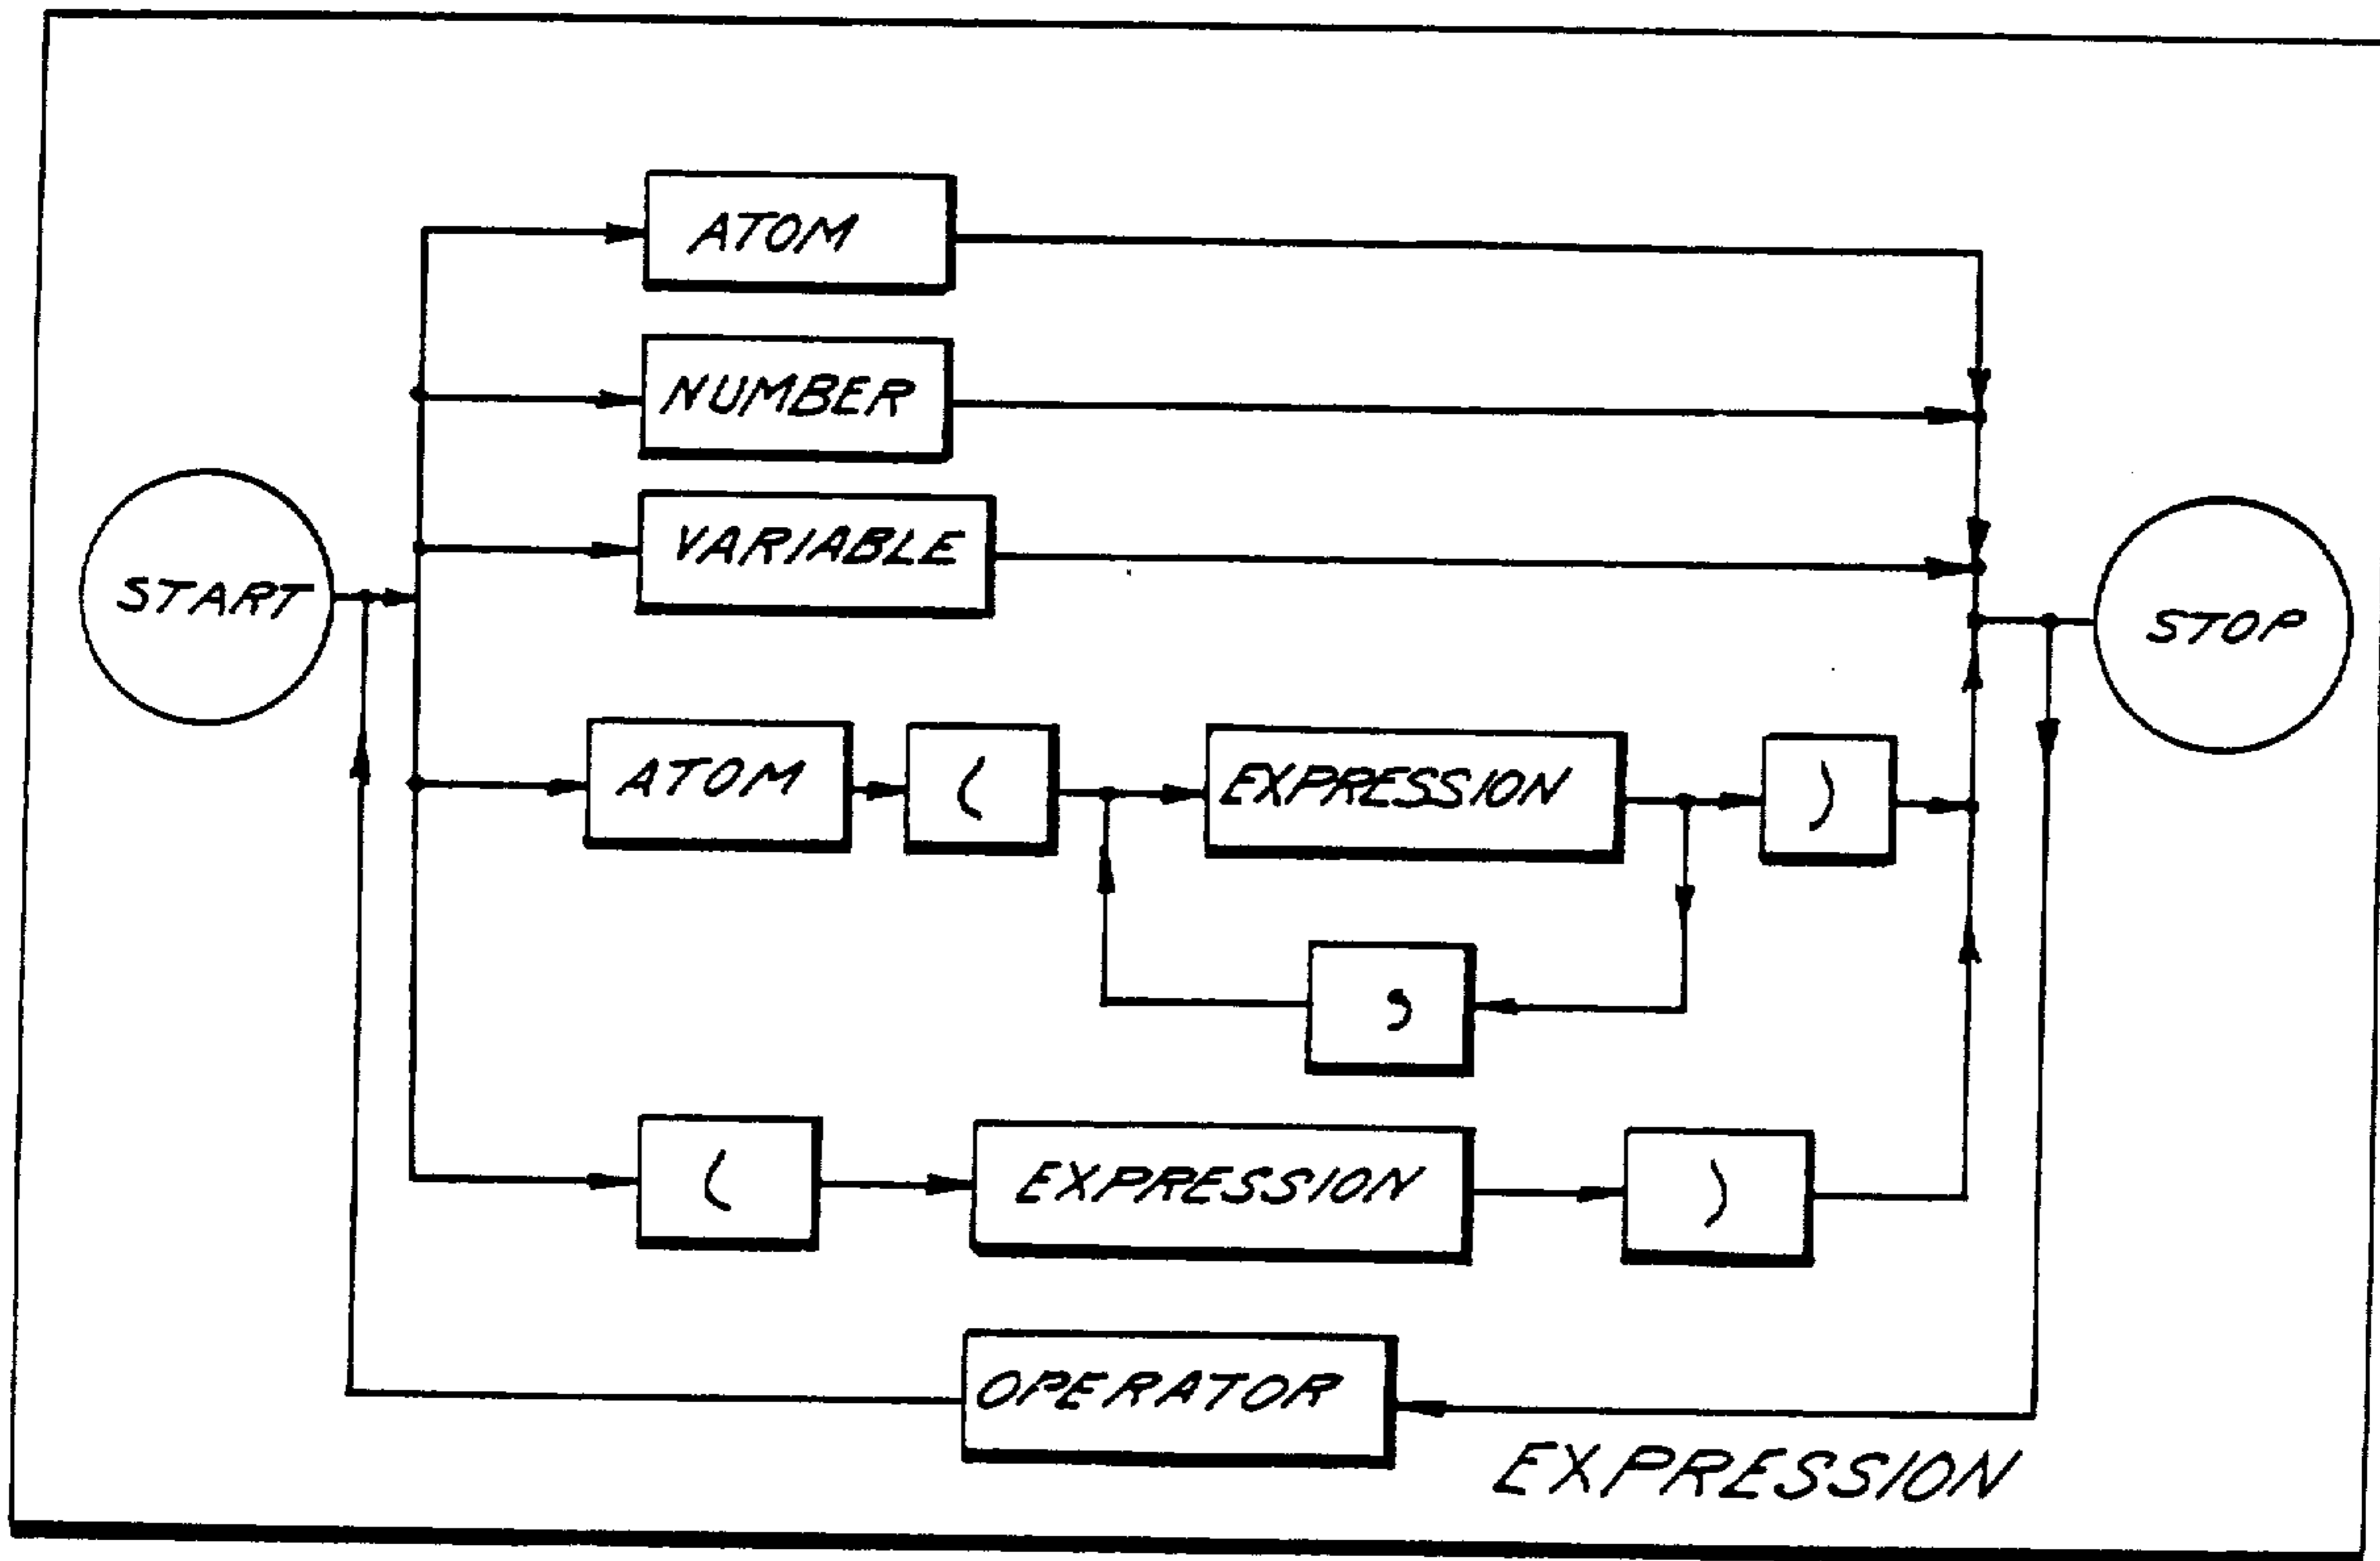 ATOM
NUMBER
VARIABLE
START
STOP
ATOM ( EXPRESSION )
,
( EXPRESSION )
OPERATOR
EXPRESSION